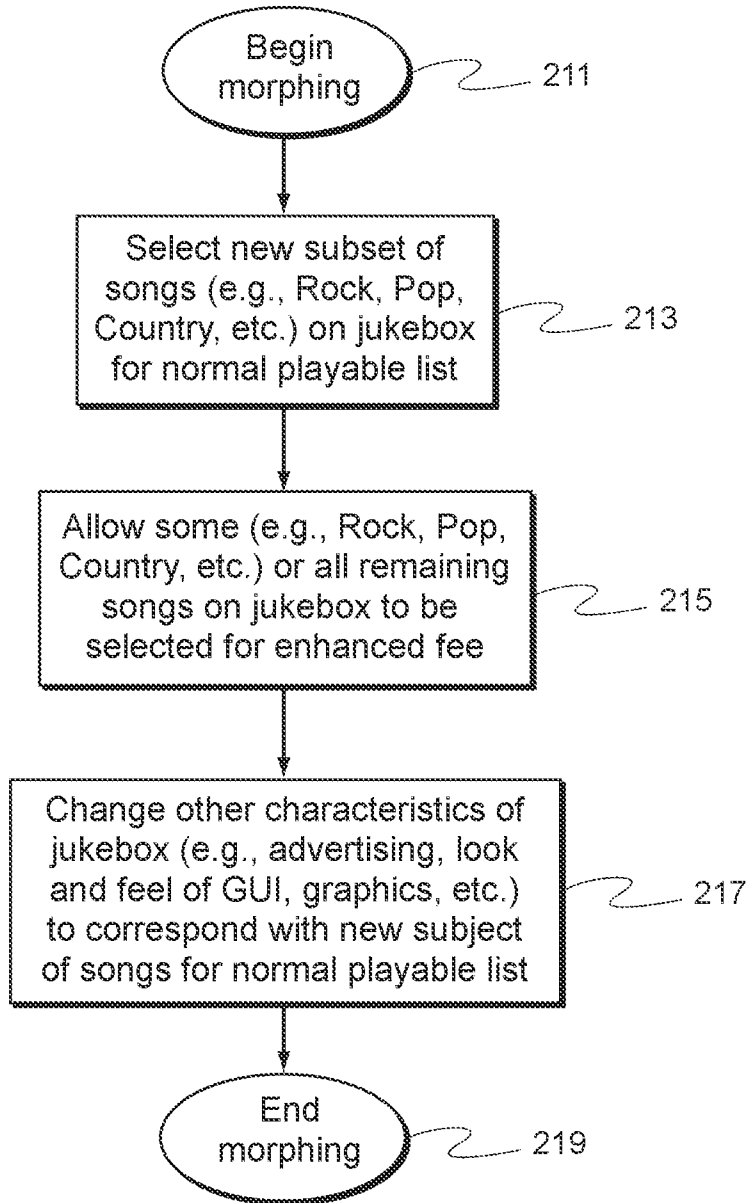 Begin
morphing
211
Select new subset of
songs (e.g., Rock, Pop,
Country, etc.) on jukebox
for normal playable list
213
Allow some (e.g., Rock, Pop,
Country, etc.) or all remaining
songs on jukebox to be
selected for enhanced fee
215
Change other characteristics of
jukebox (e.g., advertising, look
and feel of GUI, graphics, etc.)
to correspond with new subject
of songs for normal playable list
217
End
morphing
219